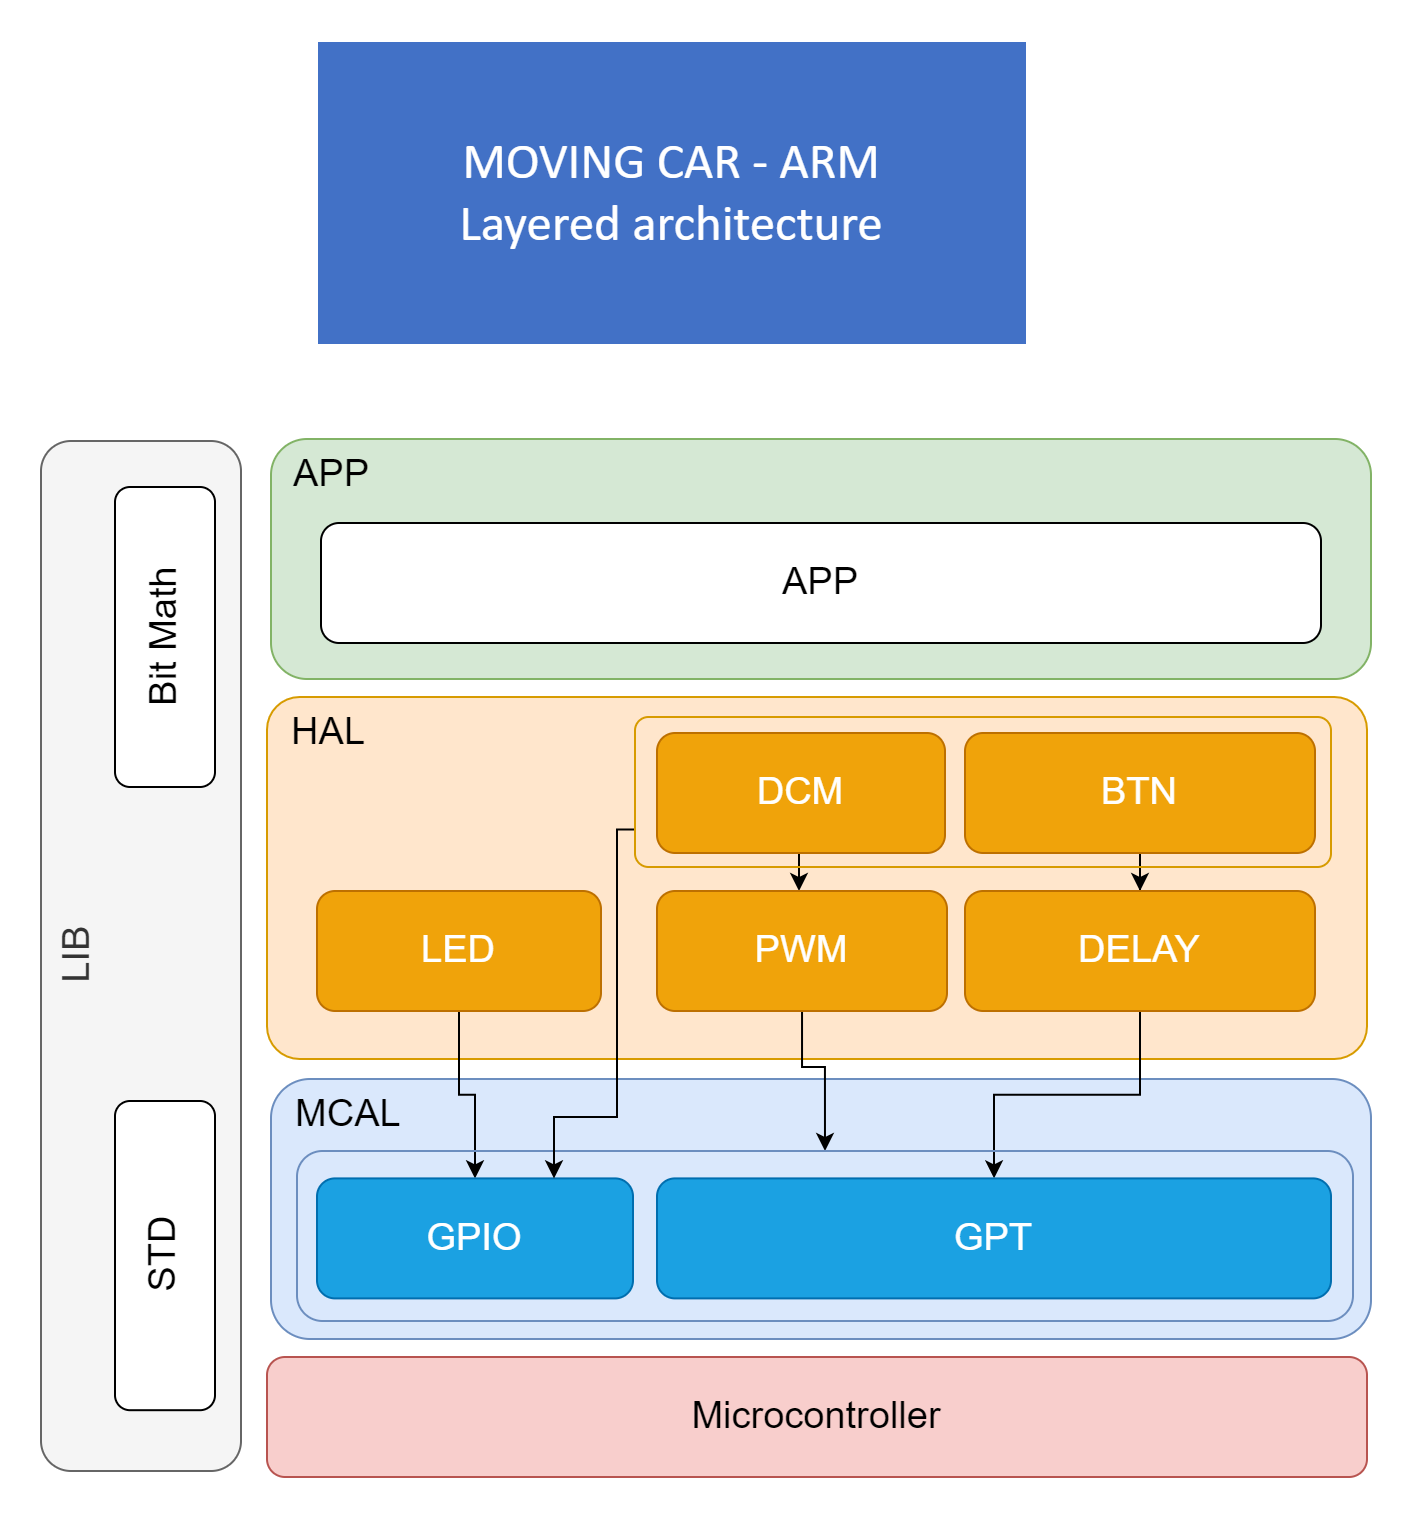 MOVING CAR - ARM
Layered architecture
LIB
Bit Math
STD
APP
APP
HAL
DCM
BTN
LED
PWM
DELAY
MCAL
GPIO
GPT
Microcontroller